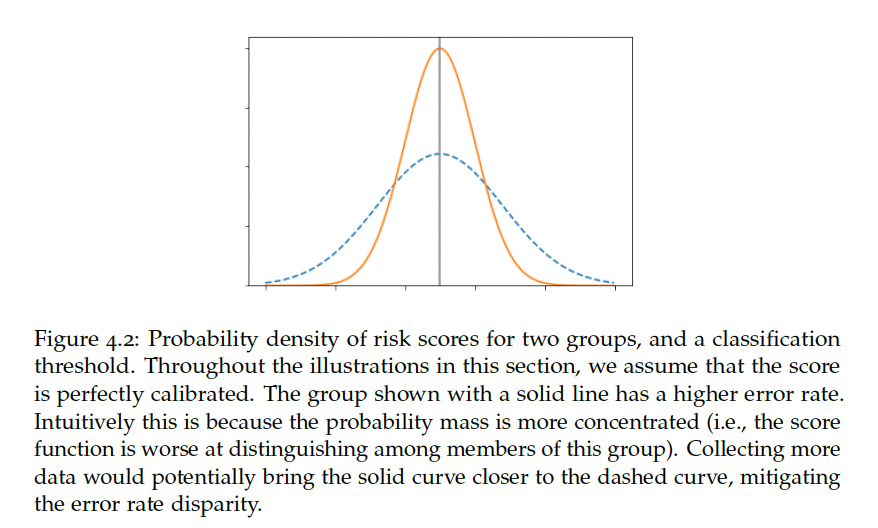 Figure 4.2: Probability density of risk scores for two groups, and a classification
threshold. Throughout the illustrations in this section, we assume that the score
is perfectly calibrated. The group shown with a solid line has a higher error rate.
Intuitively this is because the probability mass is more concentrated (i.e., the score
function is worse at distinguishing among members of this group). Collecting more
data would potentially bring the solid curve closer to the dashed curve, mitigating
the error rate disparity.